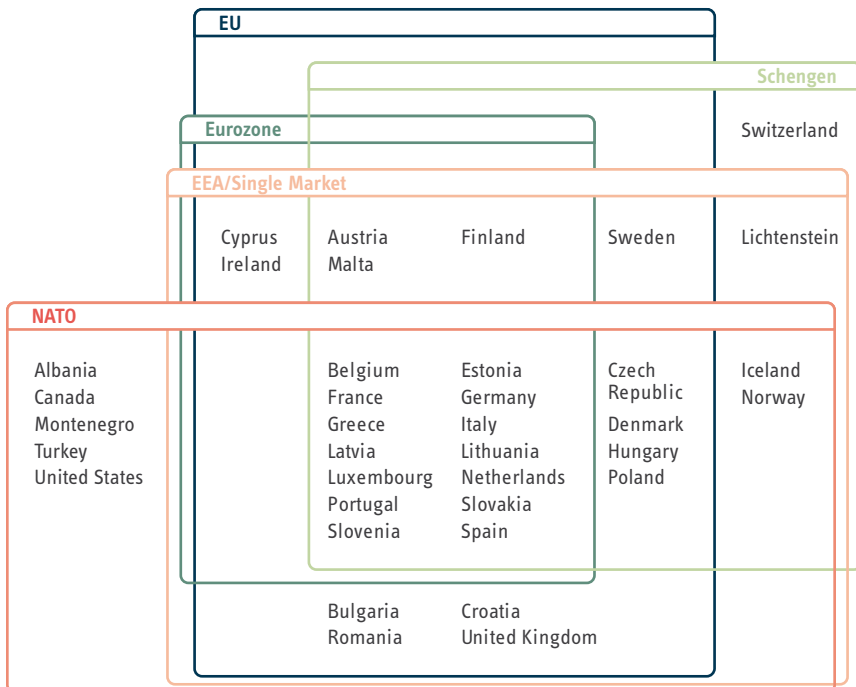 EU
Schengen
Eurozone
Switzerland
EEA/Single Market
Cyprus Austria Finland Sweden Lichtenstein
Ireland Malta
NATO
Albania Belgium Estonia Czech Iceland
Canada France Germany Republic Norway
Montenegro Greece Italy Denmark
Turkey Latvia Lithuania Hungary
United States Luxembourg Netherlands Poland
Portugal Slovakia
Slovenia Spain
Bulgaria Croatia
Romania United Kingdom